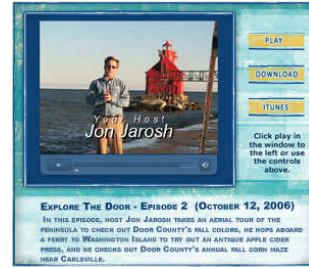 Your Host
Jon Jarosh
PLAY
DOWNLOAD
ITUNES
Click play in
the window to
the left or use
the controls
above.
EXPLORE THE DOOR - EPISODE 2 (OCTOBER 12, 2006)
IN THIS EPISODE, HOST JON JAROSH TAKES AN AERIAL TOUR OF THE
PENINSULA TO CHECK OUT DOOR COUNTY'S FALL COLORS, HE HOPS ABOARD
A FERRY TO WASHINGTON ISLAND TO TRY OUT AN ANTIQUE APPLE CIDER
PRESS, AND HE CHECKS OUT DOOR COUNTY'S ANNUAL FALL CORN MAZE
NEAR CARLSVILLE.